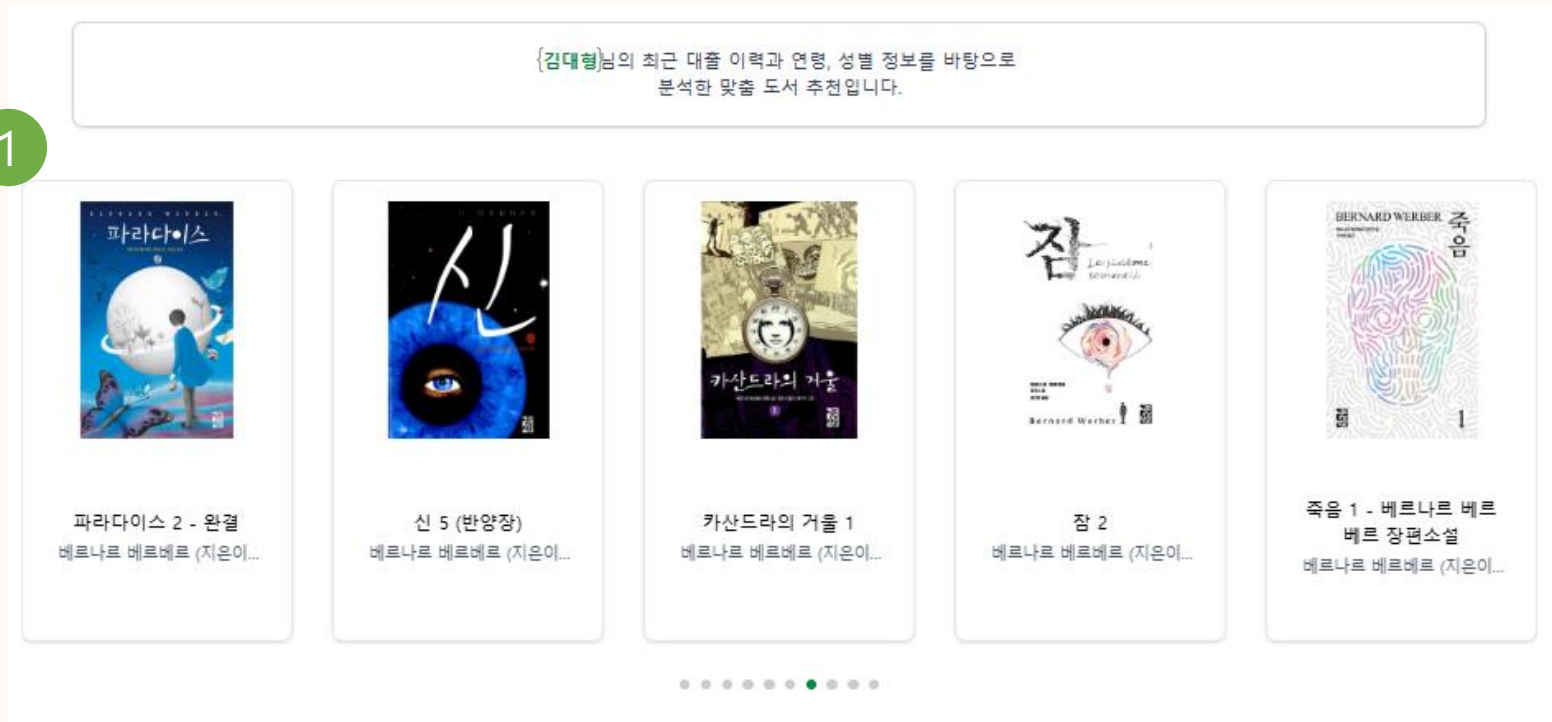 {김대형}님의 최근 대출 이력과 연령, 성별 정보를 바탕으로
분석한 맞춤 도서 추천입니다.
1
BERNARD WERBER
파라다이스
2
신
카산드라의 거울
1
잠
Bernard Werber
BERNARD WERBER
죽음
1
파라다이스 2 - 완결
베르나르 베르베르 (지은이...
신 5 (반양장)
베르나르 베르베르 (지은이...
카산드라의 거울 1
베르나르 베르베르 (지은이...
잠 2
베르나르 베르베르 (지은이...
죽음 1 - 베르나르 베르
베르 장편소설
베르나르 베르베르 (지은이...